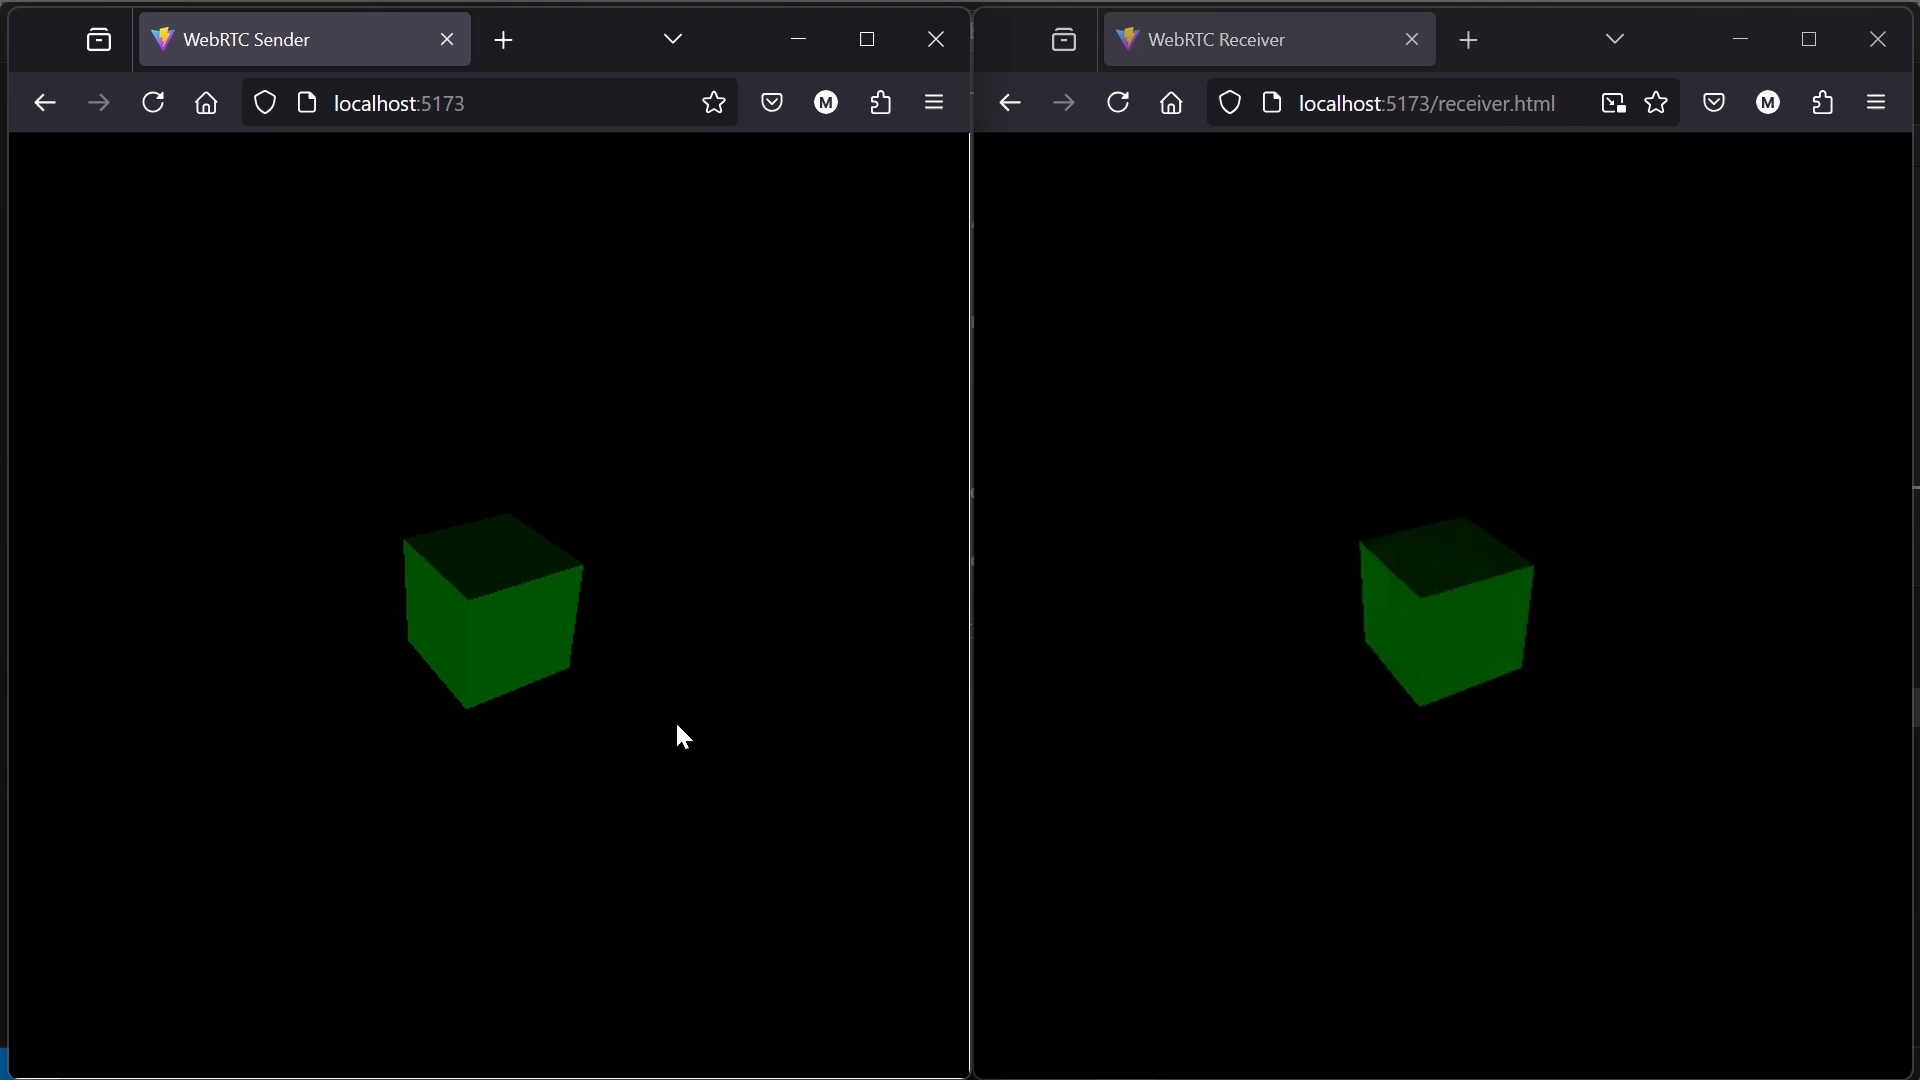 WebRTC Sender
localhost:5173
M
WebRTC Receiver
localhost:5173/receiver.html
M